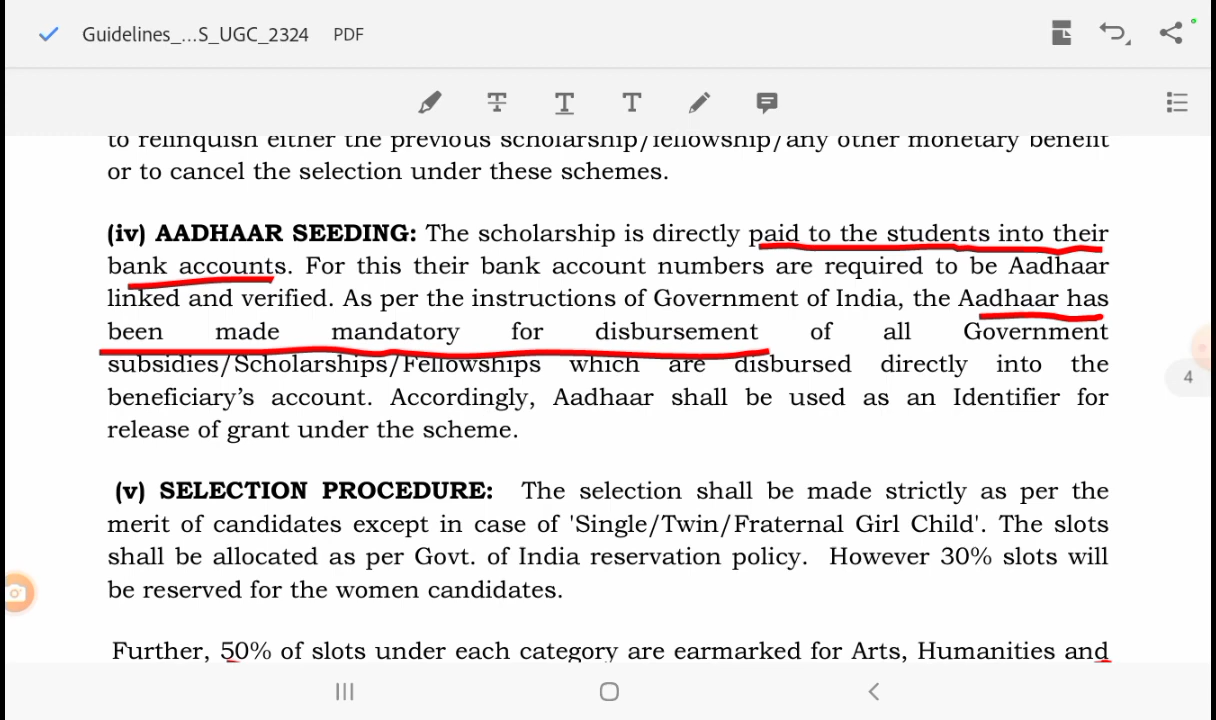 Guidelines_...S_UGC_2324 PDF
to relinquish either the previous scholarship/fellowship/any other monetary benefit
or to cancel the selection under these schemes.
(iv) AADHAAR SEEDING: The scholarship is directly paid to the students into their
bank accounts. For this their bank account numbers are required to be Aadhaar
linked and verified. As per the instructions of Government of India, the Aadhaar has
been made mandatory for disbursement of all Government
subsidies/Scholarships/Fellowships which are disbursed directly into the
beneficiary’s account. Accordingly, Aadhaar shall be used as an Identifier for
release of grant under the scheme.
4
(v) SELECTION PROCEDURE: The selection shall be made strictly as per the
merit of candidates except in case of 'Single/Twin/Fraternal Girl Child'. The slots
shall be allocated as per Govt. of India reservation policy. However 30% slots will
be reserved for the women candidates.
Further, 50% of slots under each category are earmarked for Arts, Humanities and